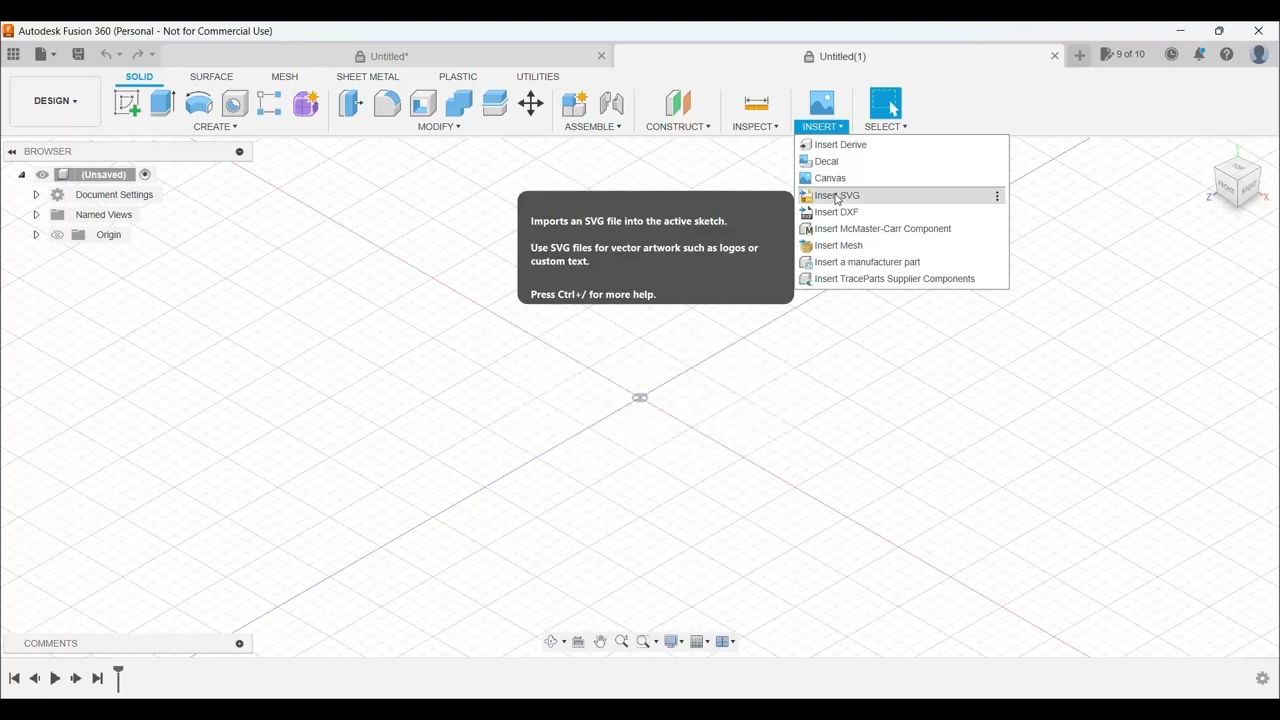 Autodesk Fusion 360 (Personal - Not for Commercial Use)
Untitled*
Untitled(1)
9 of 10
SOLID
SURFACE
MESH
SHEET METAL
PLASTIC
UTILITIES
DESIGN
CREATE
MODIFY
ASSEMBLE
CONSTRUCT
INSPECT
INSERT
SELECT
BROWSER
(Unsaved)
Document Settings
Named Views
Origin
Insert Derive
Decal
Canvas
Insert SVG
Insert DXF
Insert McMaster-Carr Component
Insert Mesh
Insert a manufacturer part
Insert TraceParts Supplier Components
Imports an SVG file into the active sketch.
Use SVG files for vector artwork such as logos or
custom text.
Press Ctrl+/ for more help.
TOP
FRONT
RIGHT
Y
Z
X
COMMENTS